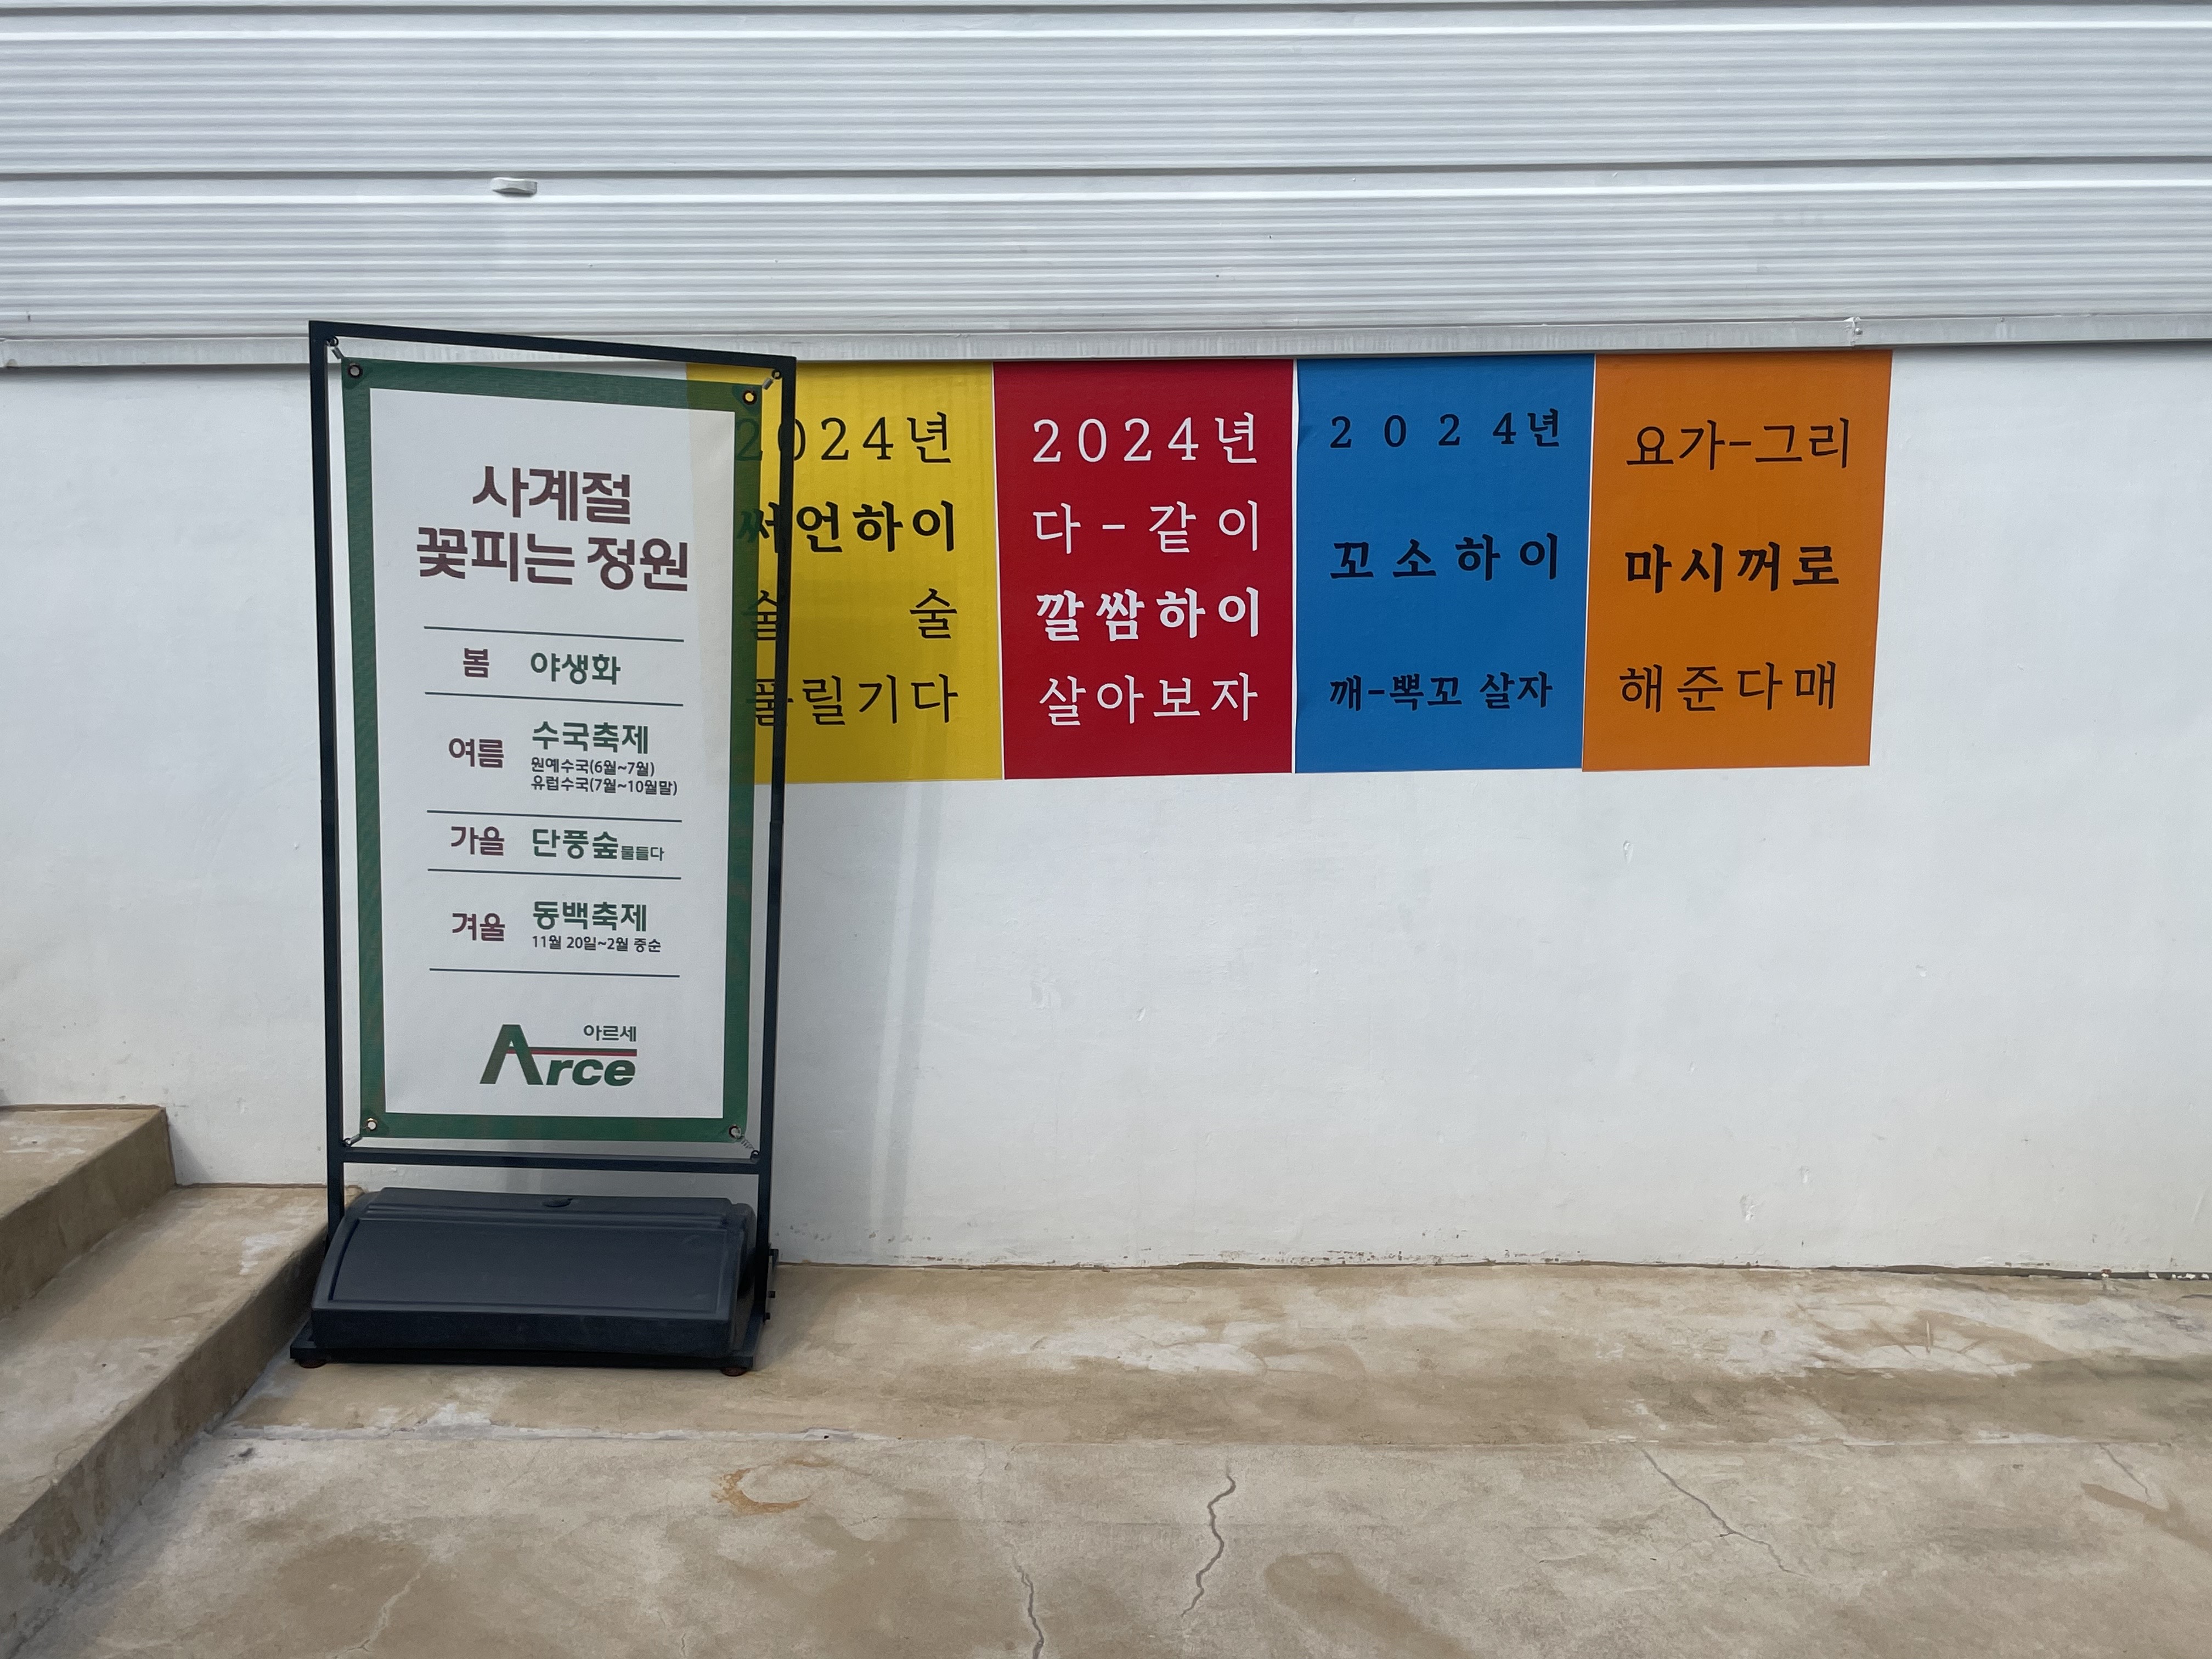 사계절
꽃피는 정원
봄 야생화
여름 수국축제
원예수국(6월~7월)
유럽수국(7월~10월말)
가을 단풍숲물들다
겨울 동백축제
11월 20일~2월 중순
아르세
Arce
2024년
써언하이
술 술
풀릴기다
2024년
다-같이
깔쌈하이
살아보자
2024년
꼬소하이
깨-뽁꼬 살자
요가-그리
마시꺼로
해준다매